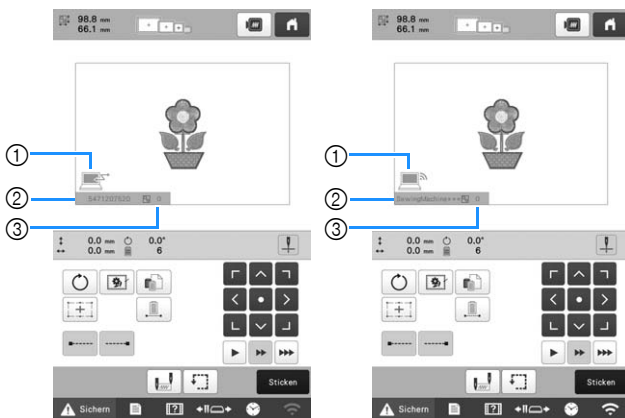 98.8 mm
66.1 mm
①
② 5471207520 0
③
0.0 mm 0.0°
0.0 mm 6
Sticken
Sichern
98.8 mm
66.1 mm
①
② SewingMachine*** 0
③
0.0 mm 0.0°
0.0 mm 6
Sticken
Sichern